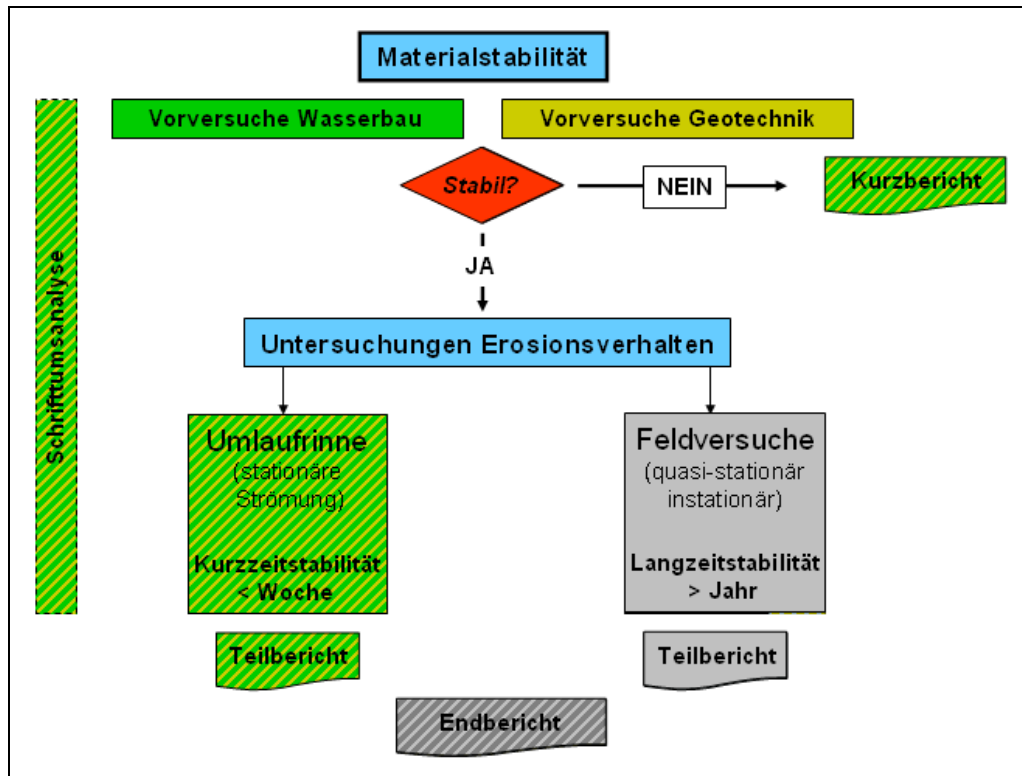 Materialstabilität
Vorversuche Wasserbau
Vorversuche Geotechnik
Stabil?
NEIN
Kurzbericht
JA
Schrifttumsanalyse
Untersuchungen Erosionsverhalten
Umlaufrinne
(stationäre
Strömung)
Kurzzeitstabilität
< Woche
Feldversuche
(quasi-stationär
instationär)
Langzeitstabilität
> Jahr
Teilbericht
Teilbericht
Endbericht